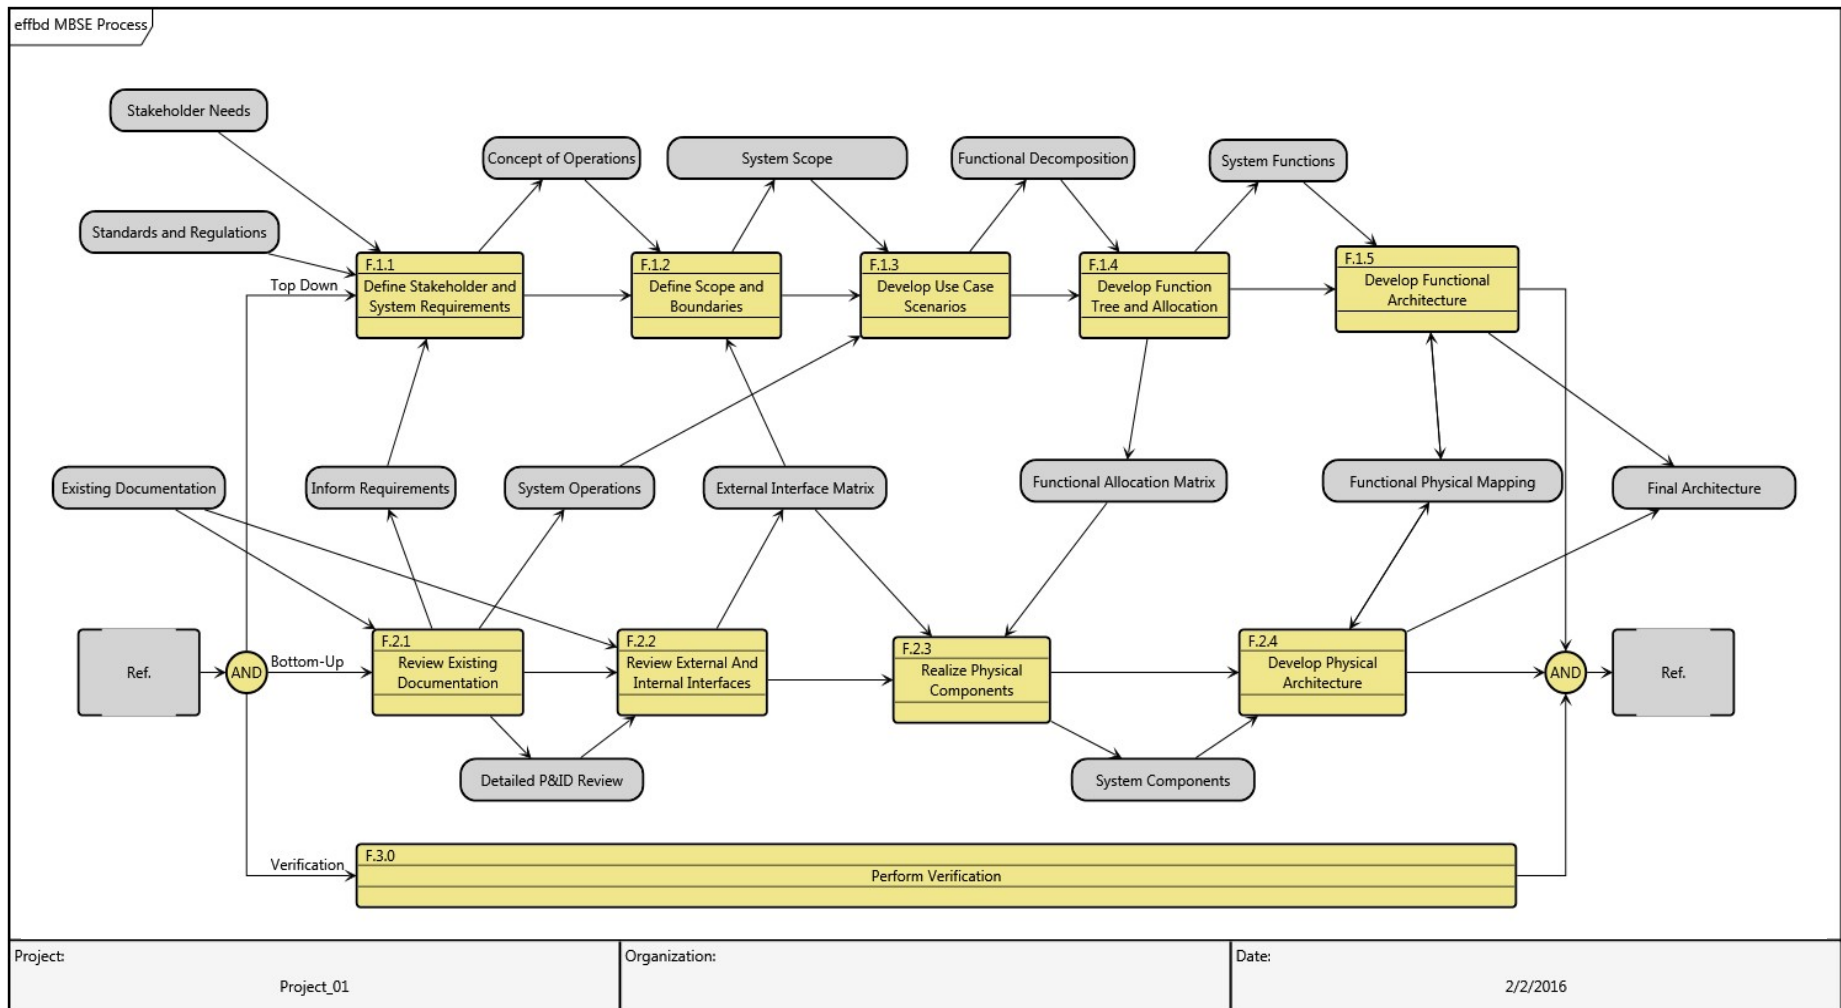 effbd MBSE Process
Stakeholder Needs
Concept of Operations
System Scope
Functional Decomposition
System Functions
Standards and Regulations
Top Down
F.1.1
Define Stakeholder and
System Requirements
F.1.2
Define Scope and
Boundaries
F.1.3
Develop Use Case
Scenarios
F.1.4
Develop Function
Tree and Allocation
F.1.5
Develop Functional
Architecture
Existing Documentation
Inform Requirements
System Operations
External Interface Matrix
Functional Allocation Matrix
Functional Physical Mapping
Final Architecture
Ref.
AND
Bottom-Up
F.2.1
Review Existing
Documentation
F.2.2
Review External And
Internal Interfaces
F.2.3
Realize Physical
Components
F.2.4
Develop Physical
Architecture
AND
Ref.
Detailed P&ID Review
System Components
Verification
F.3.0
Perform Verification
Project:
Project_01
Organization:
Date:
2/2/2016